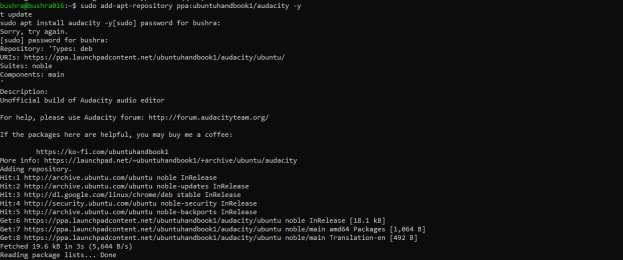 bushra@bushra016:~$ sudo add-apt-repository ppa:ubuntuhandbook1/audacity -y
t update
sudo apt install audacity -y[sudo] password for bushra:
Sorry, try again.
[sudo] password for bushra:
Repository: 'Types: deb
URIs: https://ppa.launchpadcontent.net/ubuntuhandbook1/audacity/ubuntu/
Suites: noble
Components: main
'
Description:
Unofficial build of Audacity audio editor
For help, please use Audacity forum: http://forum.audacityteam.org/
If the packages here are helpful, you may buy me a coffee:
https://ko-fi.com/ubuntuhandbook1
More info: https://launchpad.net/~ubuntuhandbook1/+archive/ubuntu/audacity
Adding repository.
Hit:1 http://archive.ubuntu.com/ubuntu noble InRelease
Hit:2 http://archive.ubuntu.com/ubuntu noble-updates InRelease
Hit:3 http://dl.google.com/linux/chrome/deb stable InRelease
Hit:4 http://security.ubuntu.com/ubuntu noble-security InRelease
Hit:5 http://archive.ubuntu.com/ubuntu noble-backports InRelease
Get:6 https://ppa.launchpadcontent.net/ubuntuhandbook1/audacity/ubuntu noble InRelease [18.1 kB]
Get:7 https://ppa.launchpadcontent.net/ubuntuhandbook1/audacity/ubuntu noble/main amd64 Packages [1,064 B]
Get:8 https://ppa.launchpadcontent.net/ubuntuhandbook1/audacity/ubuntu noble/main Translation-en [492 B]
Fetched 19.6 kB in 3s (5,644 B/s)
Reading package lists... Done